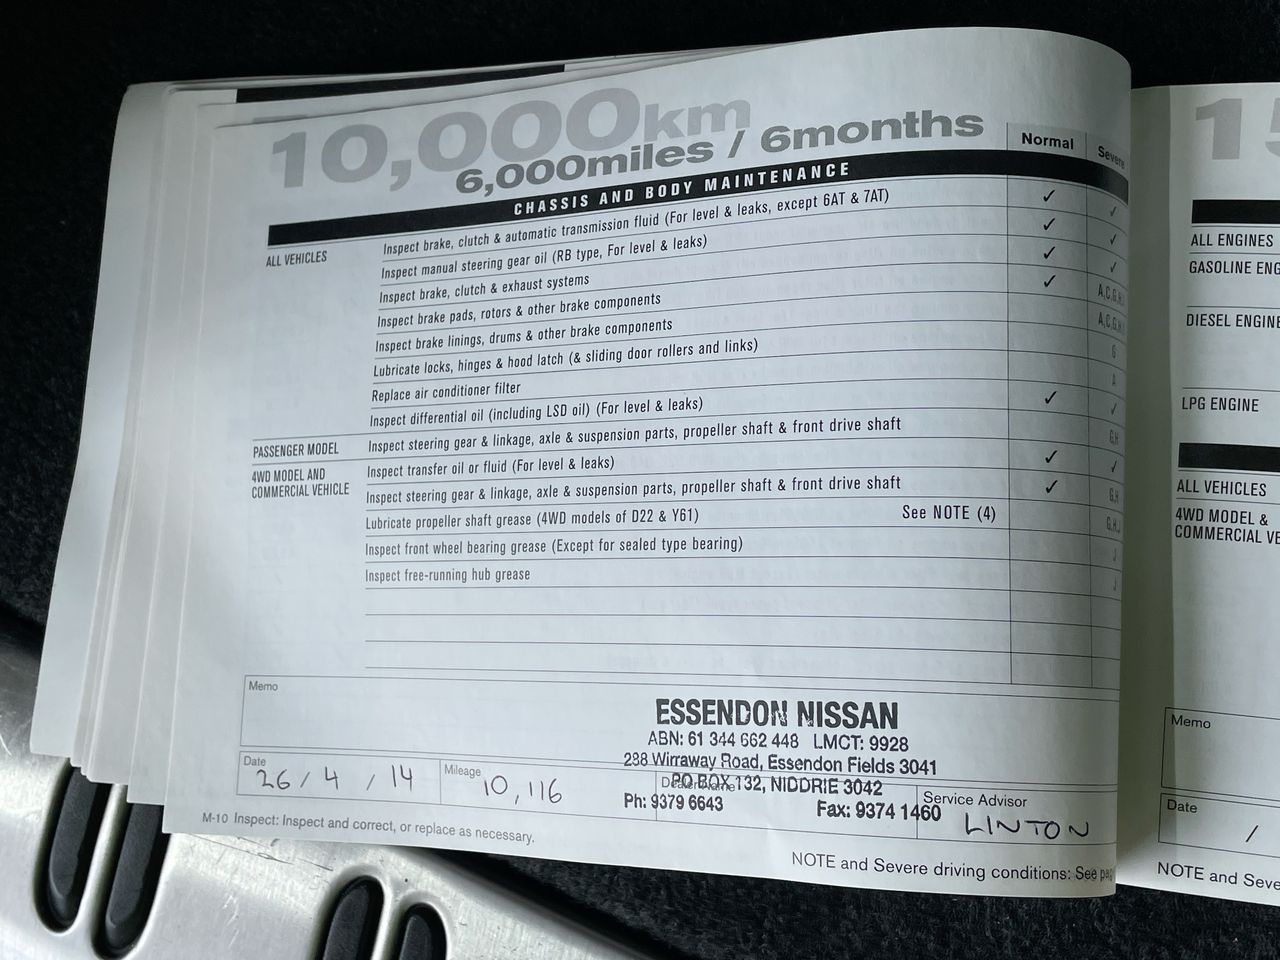 10,000km
6,000miles / 6months
Normal
Severe
CHASSIS AND BODY MAINTENANCE
ALL VEHICLES
Inspect brake, clutch & automatic transmission fluid (For level & leaks, except 6AT & 7AT) ✓ ✓
Inspect manual steering gear oil (RB type, For level & leaks) ✓ ✓
Inspect brake, clutch & exhaust systems ✓ ✓
Inspect brake pads, rotors & other brake components ✓ A,C,G,H
Inspect brake linings, drums & other brake components A,C,G,H
Lubricate locks, hinges & hood latch (& sliding door rollers and links) G
Replace air conditioner filter A
Inspect differential oil (including LSD oil) (For level & leaks) ✓ ✓
PASSENGER MODEL
Inspect steering gear & linkage, axle & suspension parts, propeller shaft & front drive shaft G,H
4WD MODEL AND
COMMERCIAL VEHICLE
Inspect transfer oil or fluid (For level & leaks) ✓ ✓
Inspect steering gear & linkage, axle & suspension parts, propeller shaft & front drive shaft ✓ G,H
Lubricate propeller shaft grease (4WD models of D22 & Y61) See NOTE (4) G,H
Inspect front wheel bearing grease (Except for sealed type bearing) J
Inspect free-running hub grease J
Memo
ESSENDON NISSAN
ABN: 61 344 662 448 LMCT: 9928
238 Wirraway Road, Essendon Fields 3041
PO BOX 132, NIDDRIE 3042
Ph: 9379 6643 Fax: 9374 1460
Date
26 / 4 / 14
Mileage
10,116
Dealer Name
Service Advisor
LINTON
M-10 Inspect: Inspect and correct, or replace as necessary.
NOTE and Severe driving conditions: See
15
ALL ENGINES
GASOLINE ENG
DIESEL ENGINE
LPG ENGINE
ALL VEHICLES
4WD MODEL &
COMMERCIAL VE
Memo
Date
/
NOTE and Seve